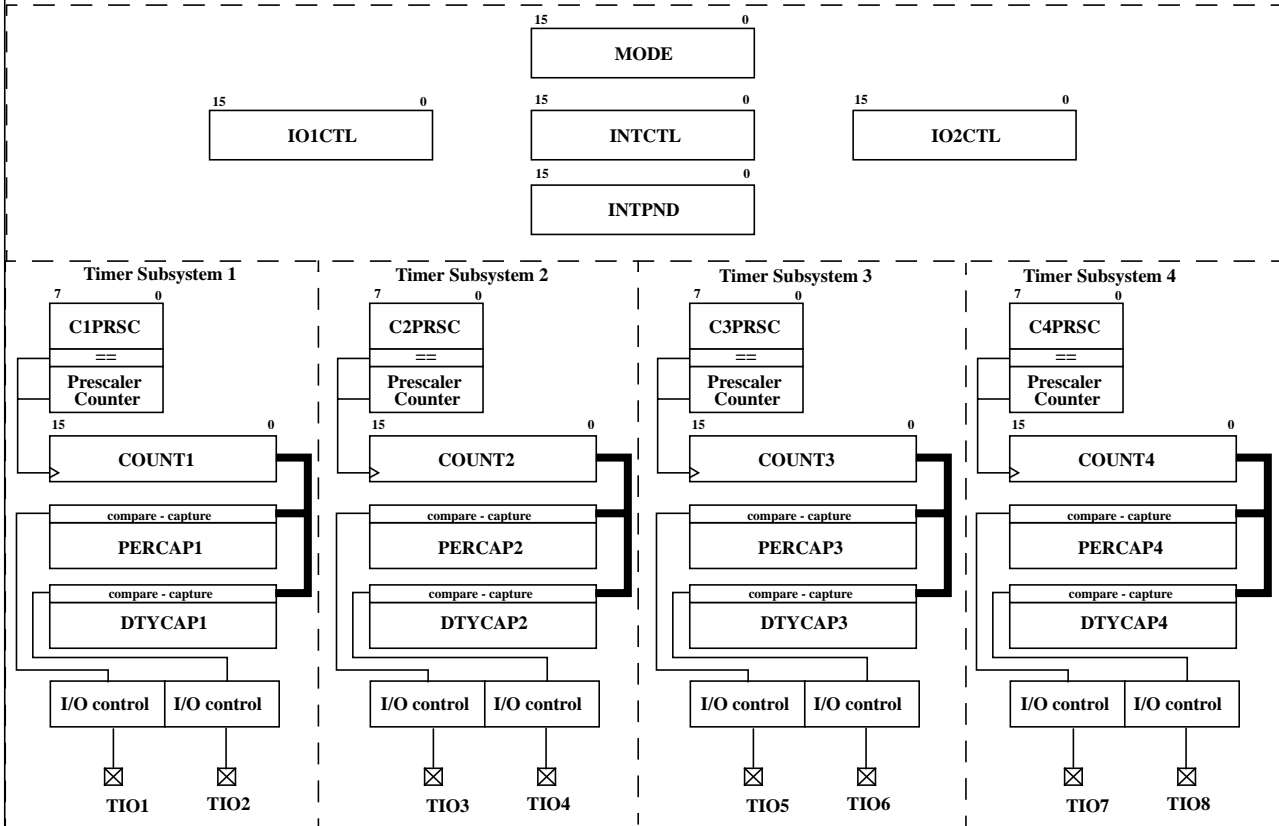 15 0
MODE
15 0 15 0 15 0
IO1CTL INTCTL IO2CTL
15 0
INTPND
Timer Subsystem 1 Timer Subsystem 2 Timer Subsystem 3 Timer Subsystem 4
7 0 7 0 7 0 7 0
C1PRSC C2PRSC C3PRSC C4PRSC
== == == ==
Prescaler Prescaler Prescaler Prescaler
Counter Counter Counter Counter
15 0 15 0 15 0 15 0
COUNT1 COUNT2 COUNT3 COUNT4
compare - capture compare - capture compare - capture compare - capture
PERCAP1 PERCAP2 PERCAP3 PERCAP4
compare - capture compare - capture compare - capture compare - capture
DTYCAP1 DTYCAP2 DTYCAP3 DTYCAP4
I/O control I/O control I/O control I/O control I/O control I/O control I/O control I/O control
TIO1 TIO2 TIO3 TIO4 TIO5 TIO6 TIO7 TIO8